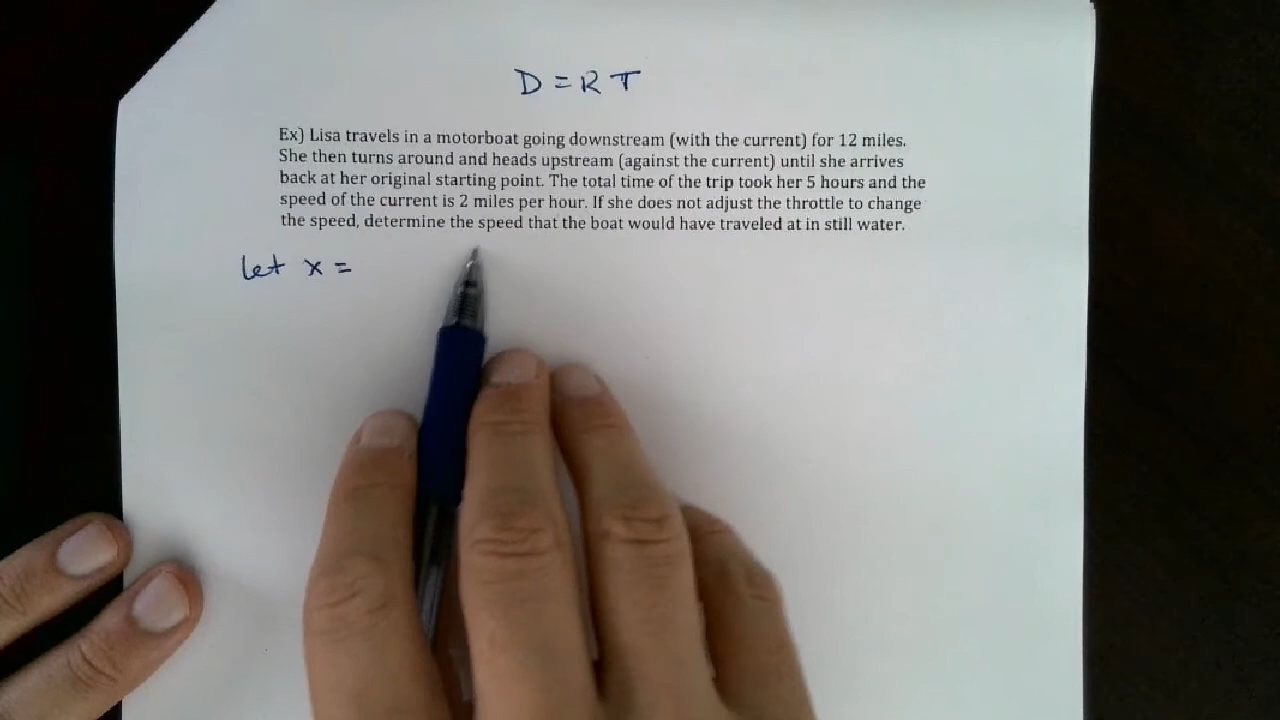 D = R T
Ex) Lisa travels in a motorboat going downstream (with the current) for 12 miles.
She then turns around and heads upstream (against the current) until she arrives
back at her original starting point. The total time of the trip took her 5 hours and the
speed of the current is 2 miles per hour. If she does not adjust the throttle to change
the speed, determine the speed that the boat would have traveled at in still water.
Let x =